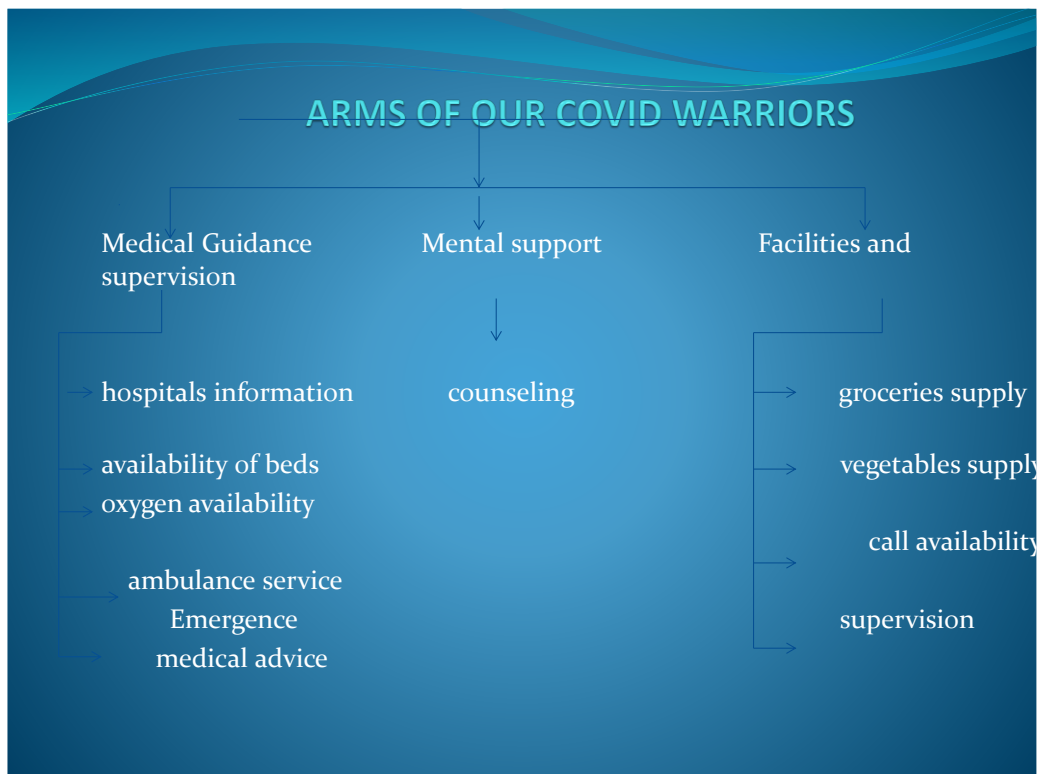 ARMS OF OUR COVID WARRIORS
Medical Guidance
supervision
Mental support
Facilities and
hospitals information
availability of beds
oxygen availability
ambulance service
Emergence
medical advice
counseling
groceries supply
vegetables supply
call availability
supervision